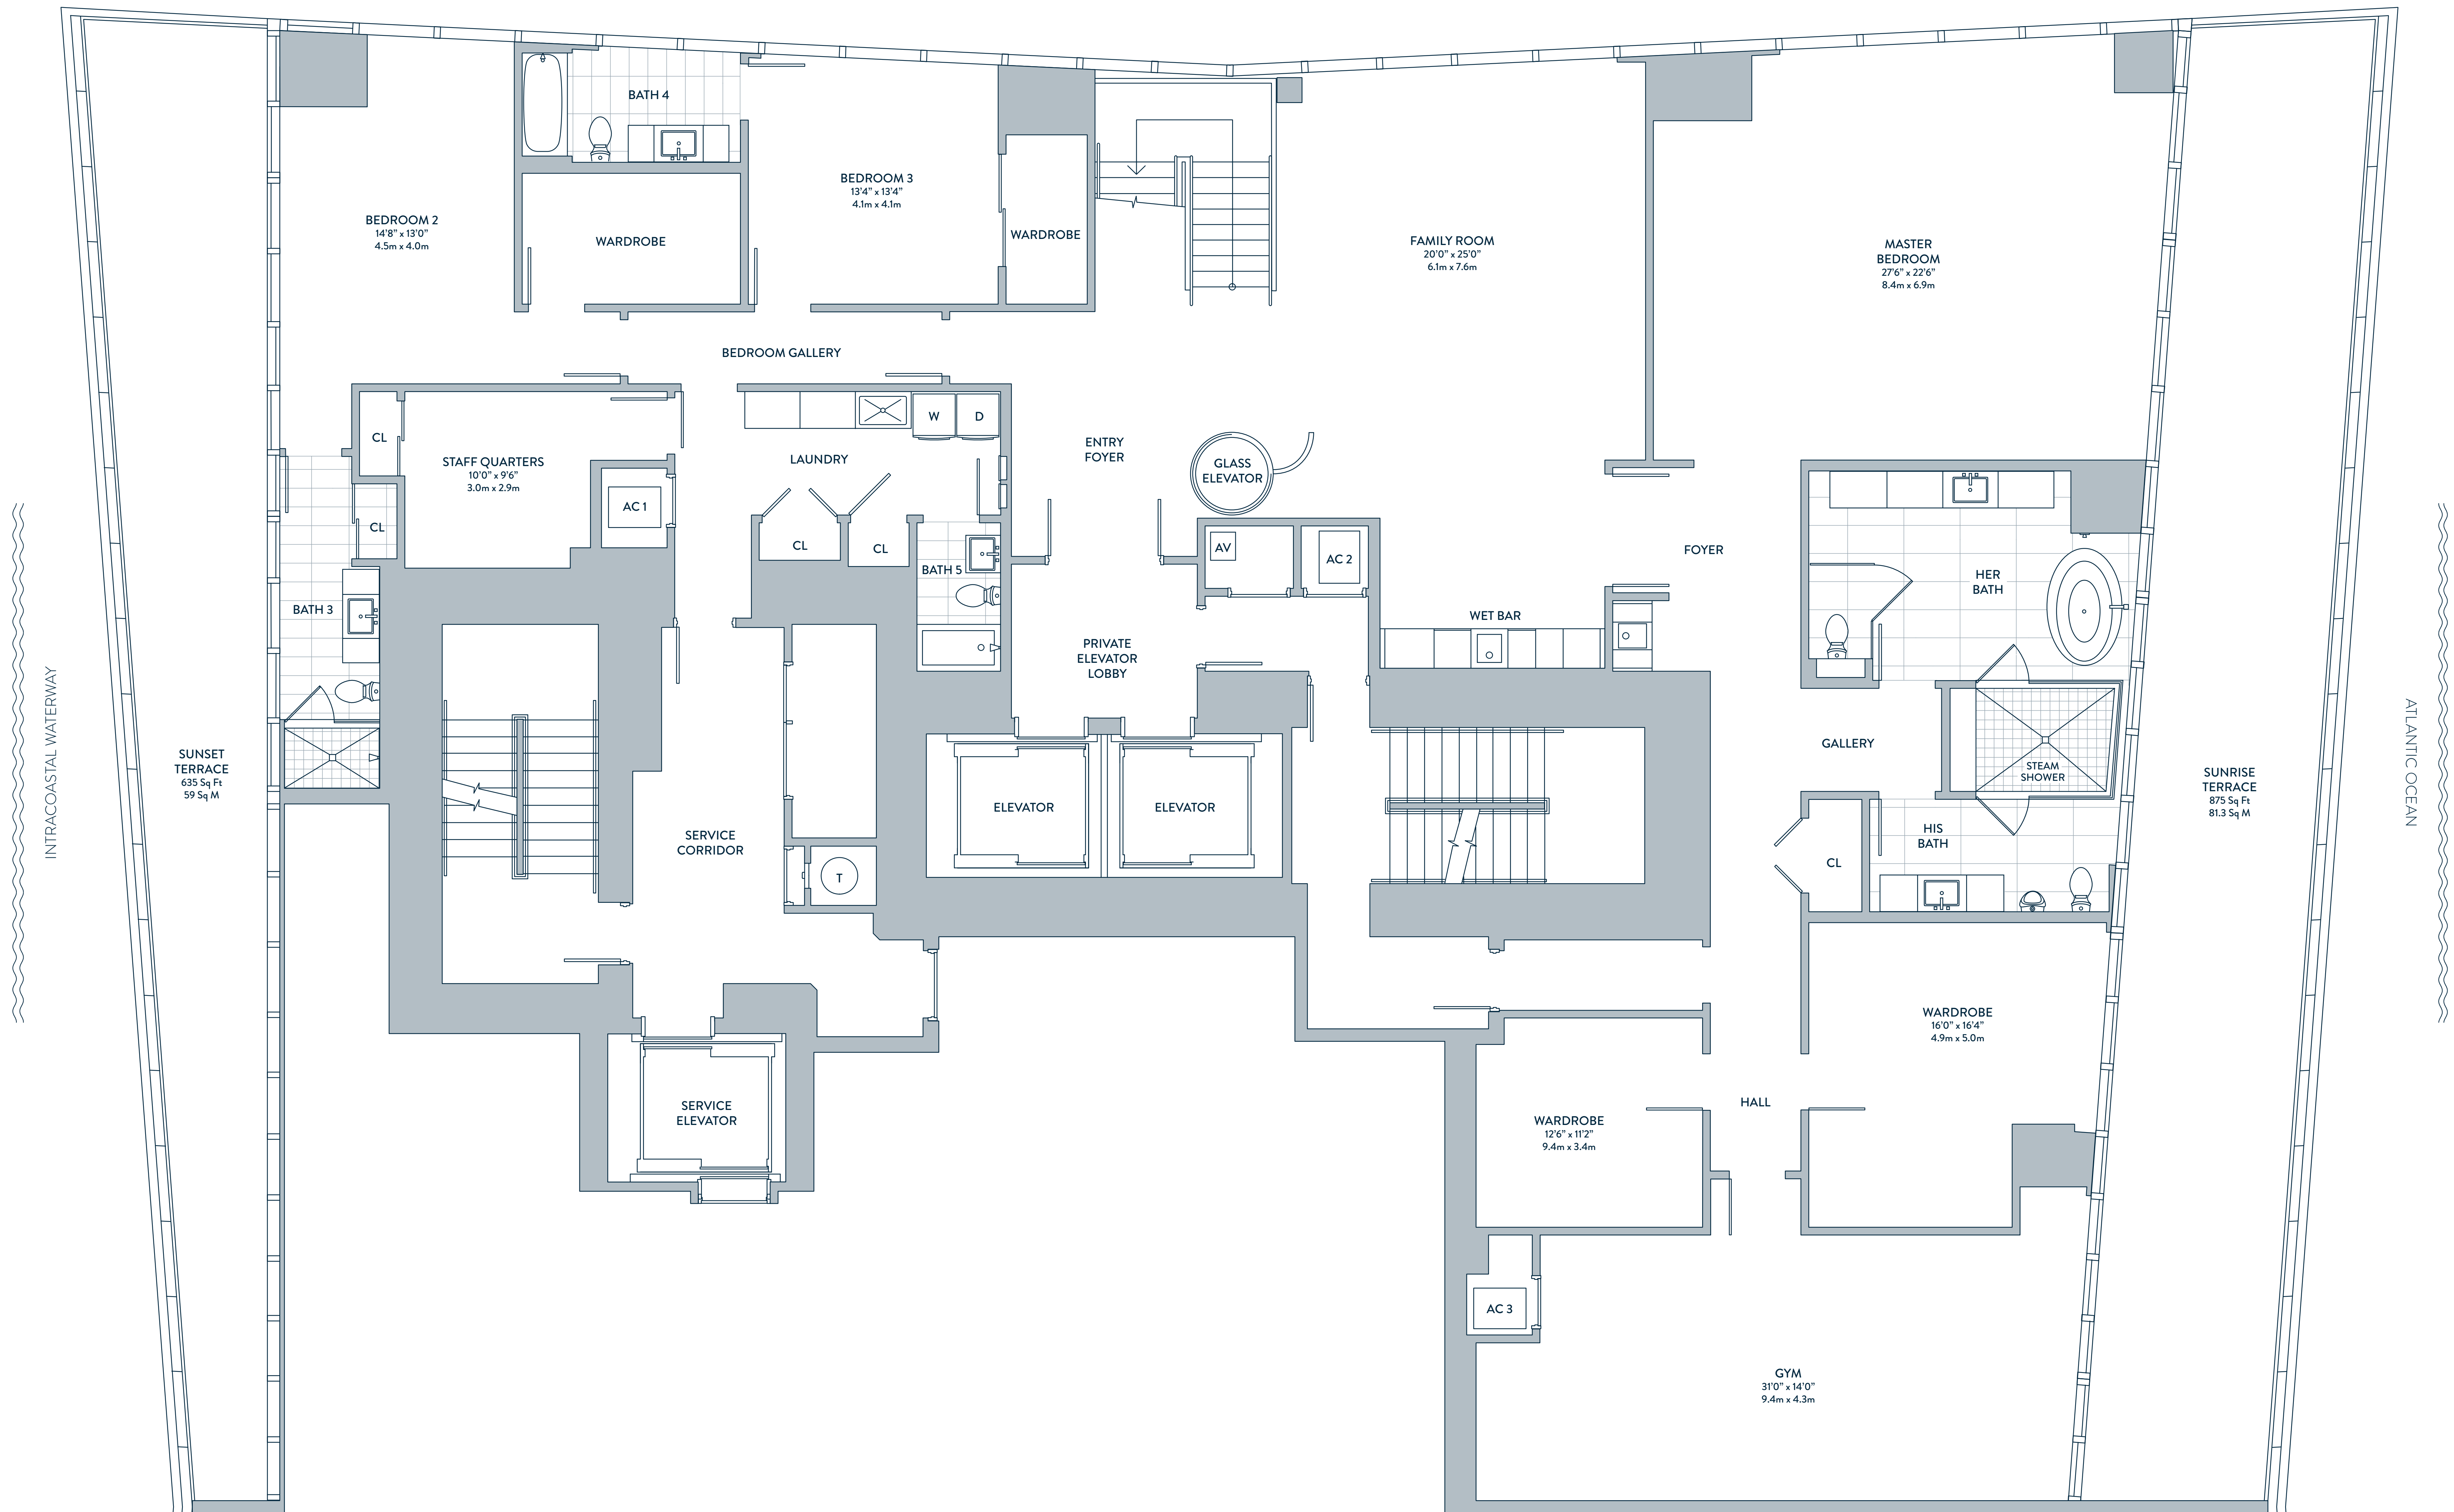 BATH 4
BEDROOM 3
13'4" x 13'4"
4.1m x 4.1m
BEDROOM 2
14'8" x 13'0"
4.5m x 4.0m
WARDROBE
WARDROBE
FAMILY ROOM
20'0" x 25'0"
6.1m x 7.6m
MASTER
BEDROOM
27'6" x 22'6"
8.4m x 6.9m
BEDROOM GALLERY
W
D
CL
STAFF QUARTERS
10'0" x 9'6"
3.0m x 2.9m
LAUNDRY
ENTRY
FOYER
GLASS
ELEVATOR
AC 1
CL
CL
CL
BATH 5
AV
AC 2
FOYER
HER
BATH
BATH 3
WET BAR
PRIVATE
ELEVATOR
LOBBY
INTRACOASTAL WATERWAY
SUNSET
TERRACE
635 Sq Ft
59 Sq M
GALLERY
STEAM
SHOWER
SUNRISE
TERRACE
875 Sq Ft
81.3 Sq M
ATLANTIC OCEAN
ELEVATOR
ELEVATOR
SERVICE
CORRIDOR
T
HIS
BATH
CL
WARDROBE
16'0" x 16'4"
4.9m x 5.0m
SERVICE
ELEVATOR
HALL
WARDROBE
12'6" x 11'2"
9.4m x 3.4m
AC 3
GYM
31'0" x 14'0"
9.4m x 4.3m